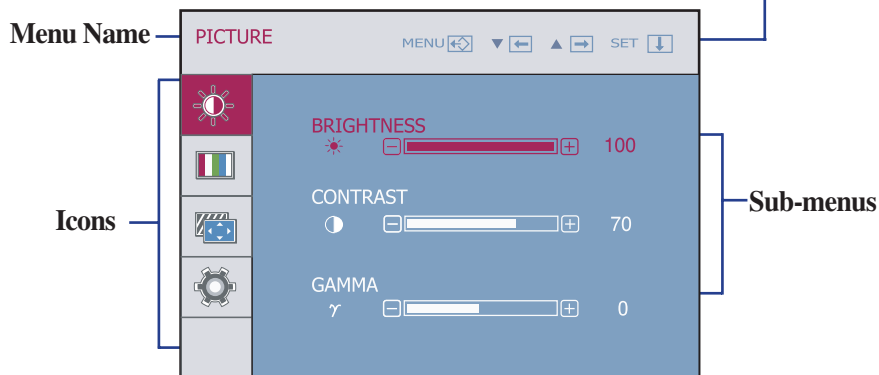 Menu Name
PICTURE
MENU ▼ ▲ SET
BRIGHTNESS
100
CONTRAST
70
Icons
Sub-menus
GAMMA
γ 0